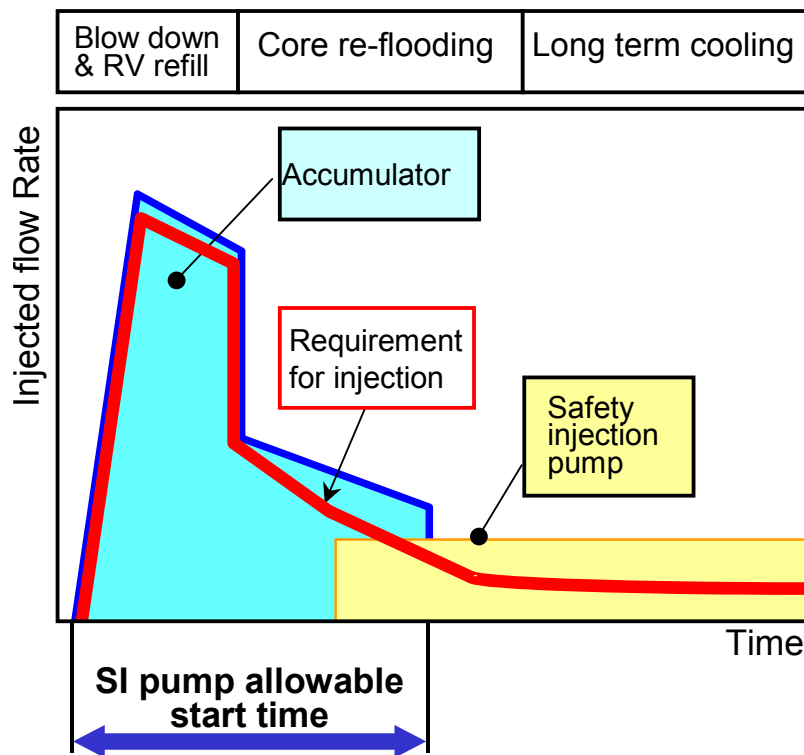 Blow down
& RV refill
Core re-flooding
Long term cooling
Injected flow Rate
Accumulator
Requirement
for injection
Safety
injection
pump
Time
SI pump allowable
start time